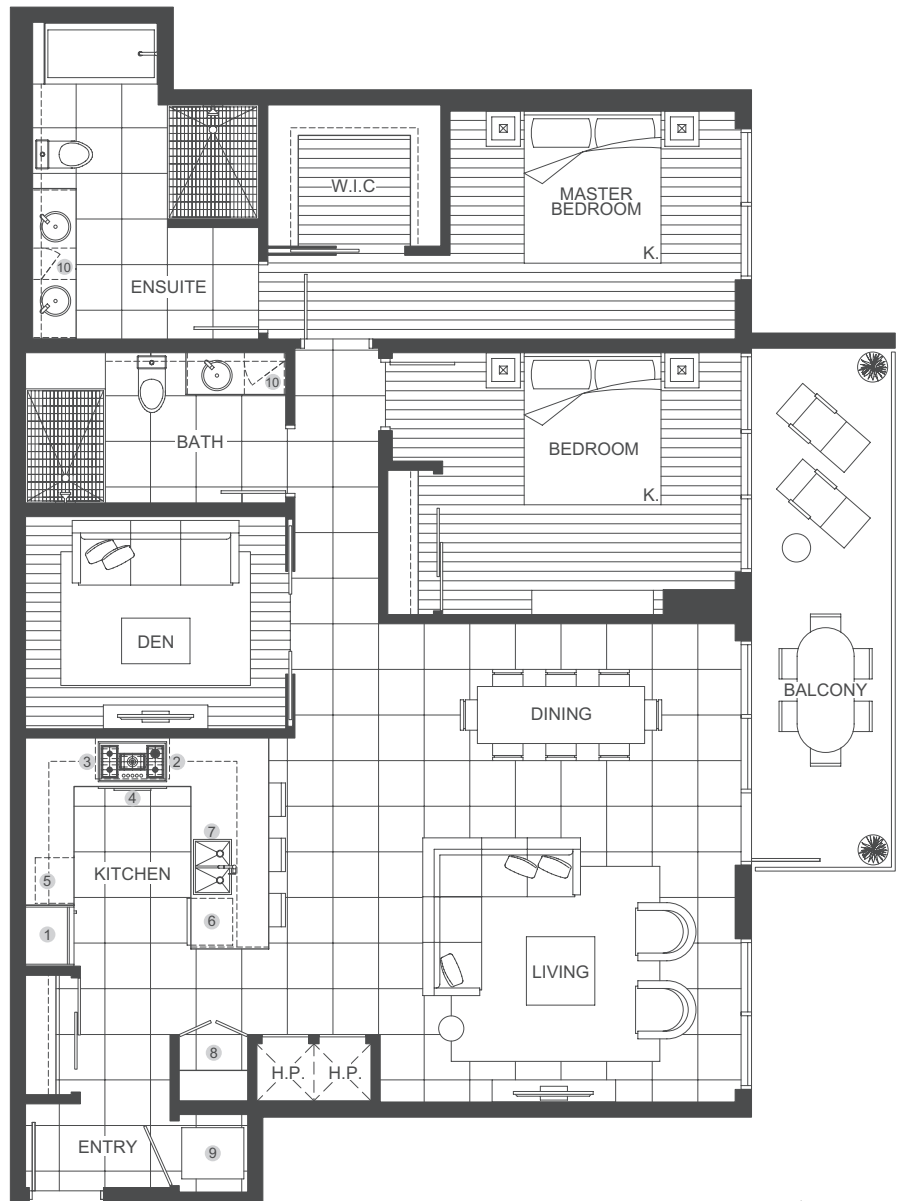 W.I.C
MASTER
BEDROOM
K.
10
ENSUITE
10
BATH
BEDROOM
K.
DEN
DINING
BALCONY
3
2
4
7
KITCHEN
5
6
1
LIVING
8
H.P.
H.P.
ENTRY
9